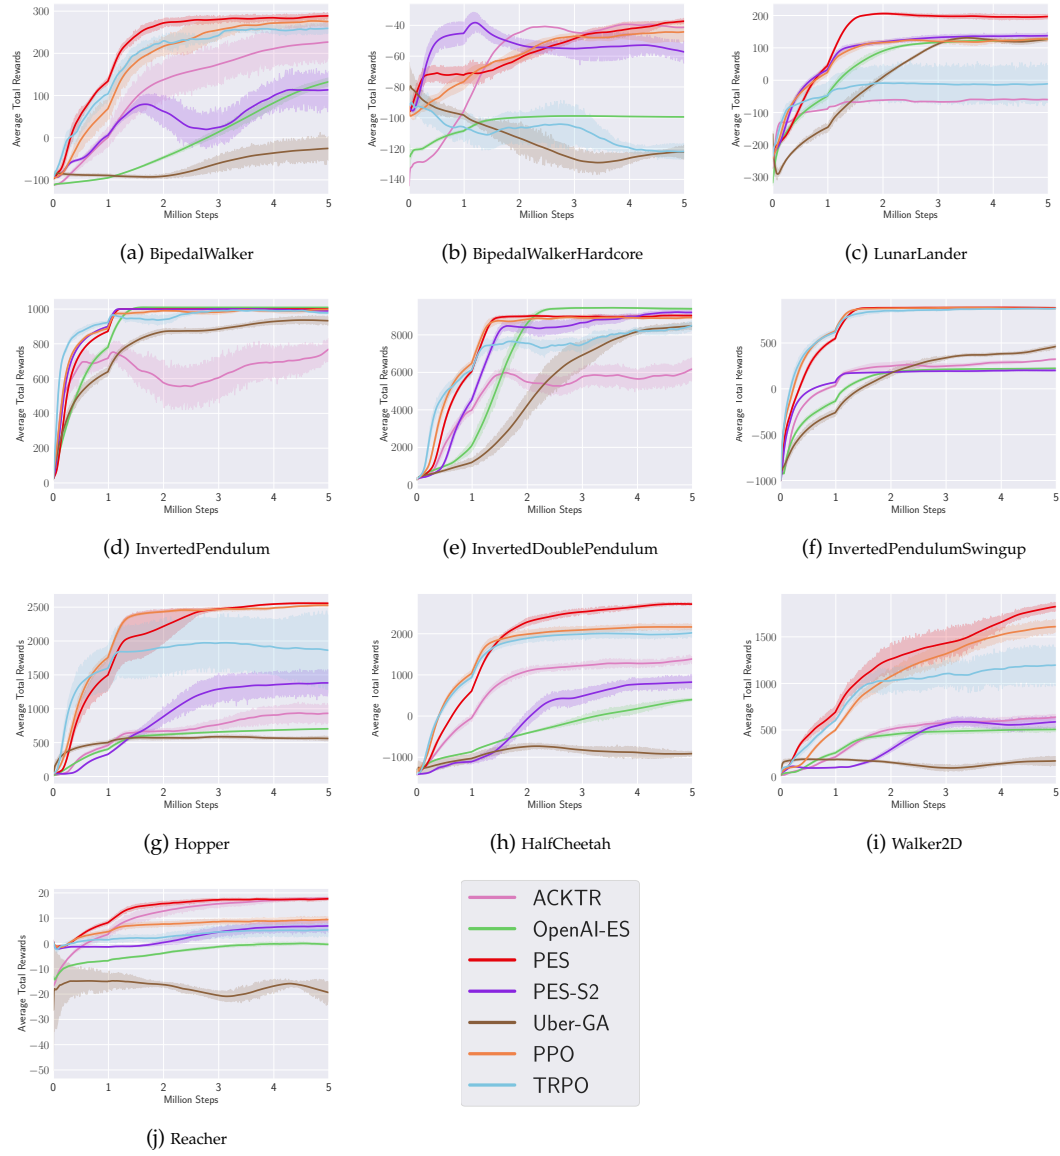 300
200
100
0
−100
Average Total Rewards
0 1 2 3 4 5
Million Steps
(a) BipedalWalker
−40
−60
−80
−100
−120
−140
Average Total Rewards
0 1 2 3 4 5
Million Steps
(b) BipedalWalkerHardcore
200
100
0
−100
−200
−300
Average Total Rewards
0 1 2 3 4 5
Million Steps
(c) LunarLander
1000
800
600
400
200
0
Average Total Rewards
0 1 2 3 4 5
Million Steps
(d) InvertedPendulum
8000
6000
4000
2000
0
Average Total Rewards
0 1 2 3 4 5
Million Steps
(e) InvertedDoublePendulum
500
0
−500
−1000
Average Total Rewards
0 1 2 3 4 5
Million Steps
(f) InvertedPendulumSwingup
2500
2000
1500
1000
500
0
Average Total Rewards
0 1 2 3 4 5
Million Steps
(g) Hopper
2000
1000
0
−1000
Average Total Rewards
0 1 2 3 4 5
Million Steps
(h) HalfCheetah
1500
1000
500
0
Average Total Rewards
0 1 2 3 4 5
Million Steps
(i) Walker2D
20
10
0
−10
−20
−30
−40
−50
Average Total Rewards
0 1 2 3 4 5
Million Steps
(j) Reacher
ACKTR
OpenAI-ES
PES
PES-S2
Uber-GA
PPO
TRPO